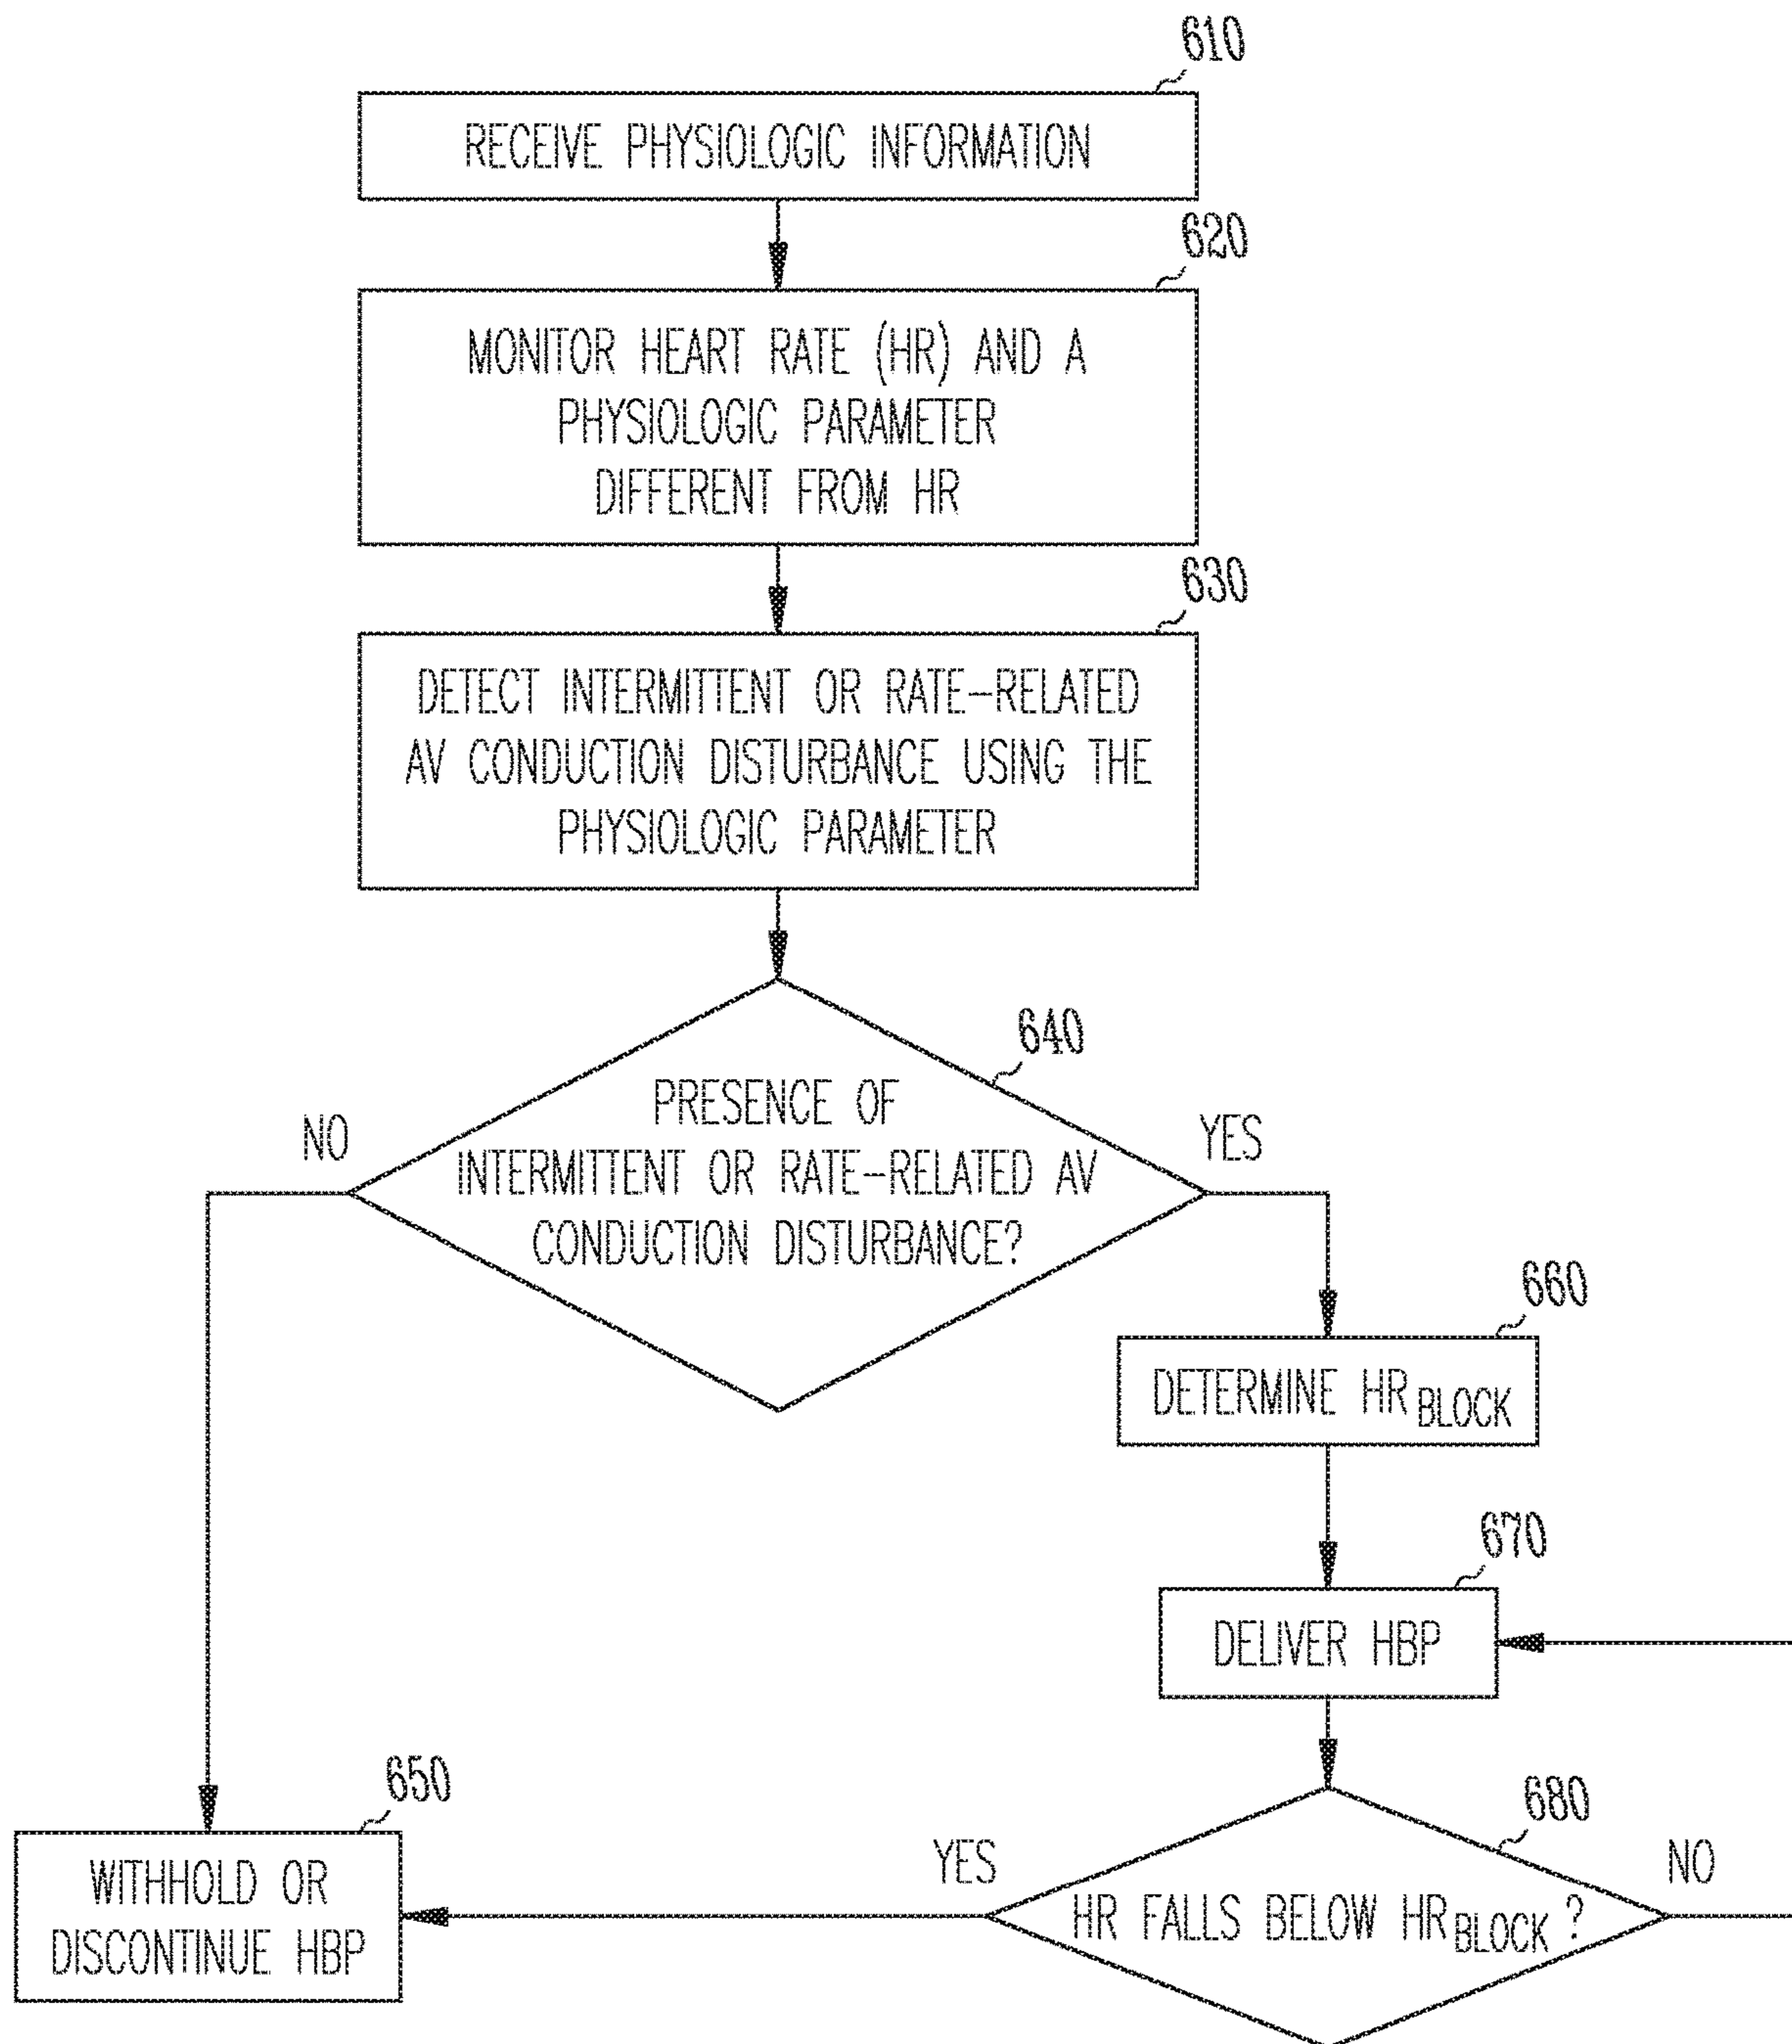 610
RECEIVE PHYSIOLOGIC INFORMATION
620
MONITOR HEART RATE (HR) AND A
PHYSIOLOGIC PARAMETER
DIFFERENT FROM HR
630
DETECT INTERMITTENT OR RATE-RELATED
AV CONDUCTION DISTURBANCE USING THE
PHYSIOLOGIC PARAMETER
640
PRESENCE OF
INTERMITTENT OR RATE-RELATED AV
CONDUCTION DISTURBANCE?
NO
YES
660
DETERMINE HR BLOCK
670
DELIVER HBP
650
WITHHOLD OR
DISCONTINUE HBP
680
YES
HR FALLS BELOW HR BLOCK ?
NO